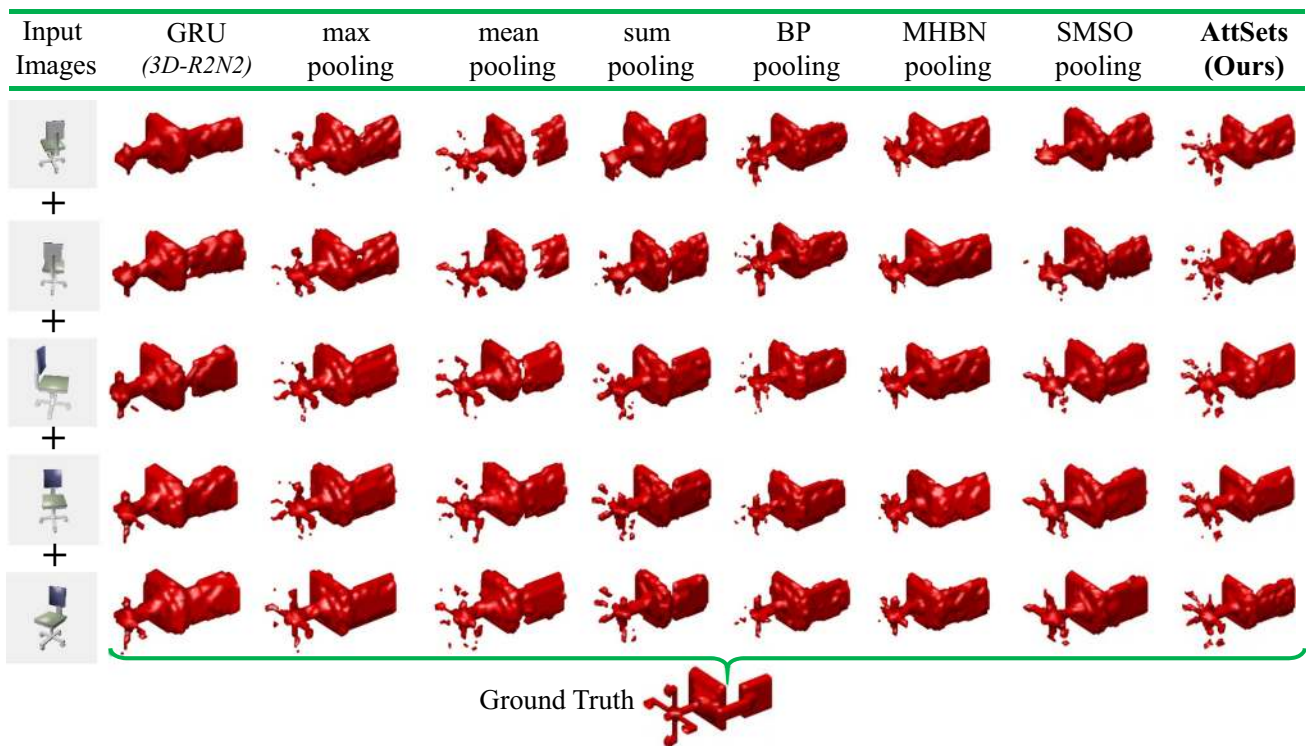 Input GRU max mean sum BP MHBN SMSO AttSets
Images (3D-R2N2) pooling pooling pooling pooling pooling pooling (Ours)
+
+
+
+
Ground Truth